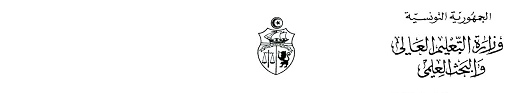 الجمهورية التونسية
وزارة التعليم العالي
والبحث العلمي